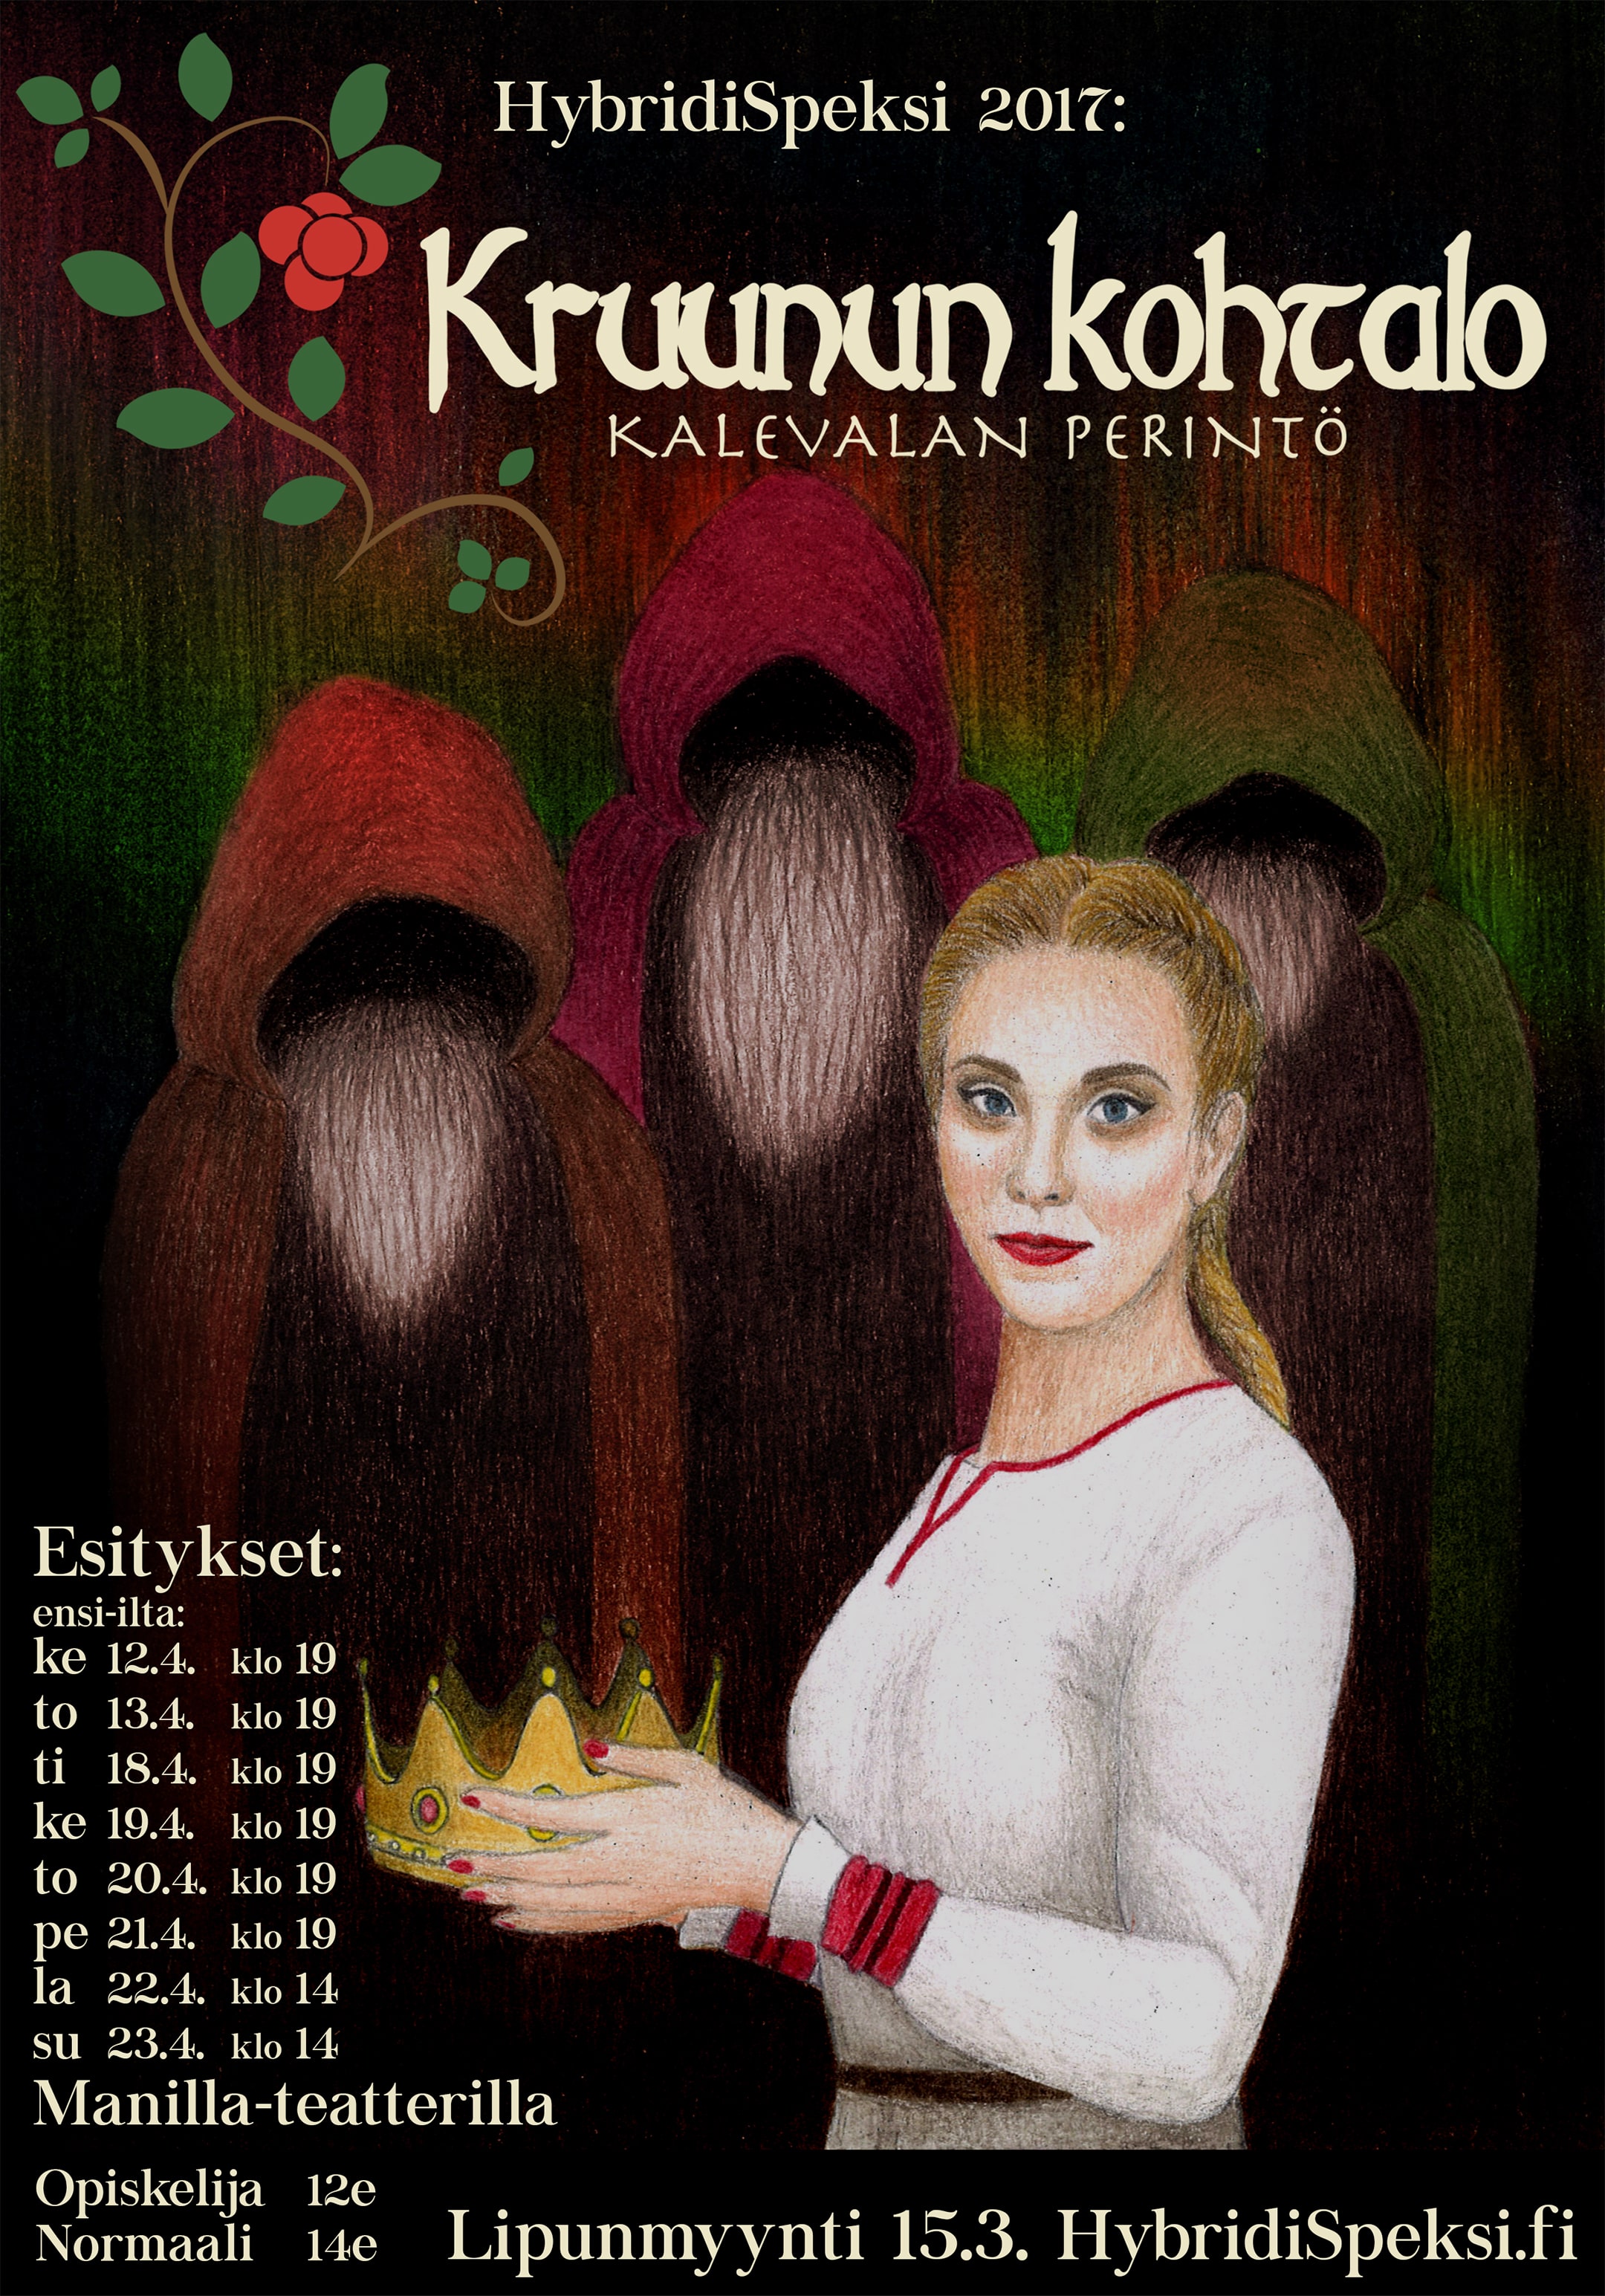 HybridiSpeksi 2017:
Kruunun kohtalo
KALEVALAN PERINTÖ
Esitykset:
ensi-ilta:
ke 12.4. klo 19
to 13.4. klo 19
ti 18.4. klo 19
ke 19.4. klo 19
to 20.4. klo 19
pe 21.4. klo 19
la 22.4. klo 14
su 23.4. klo 14
Manilla-teatterilla
Opiskelija 12e
Normaali 14e
Lipunmyynti 15.3. HybridiSpeksi.fi